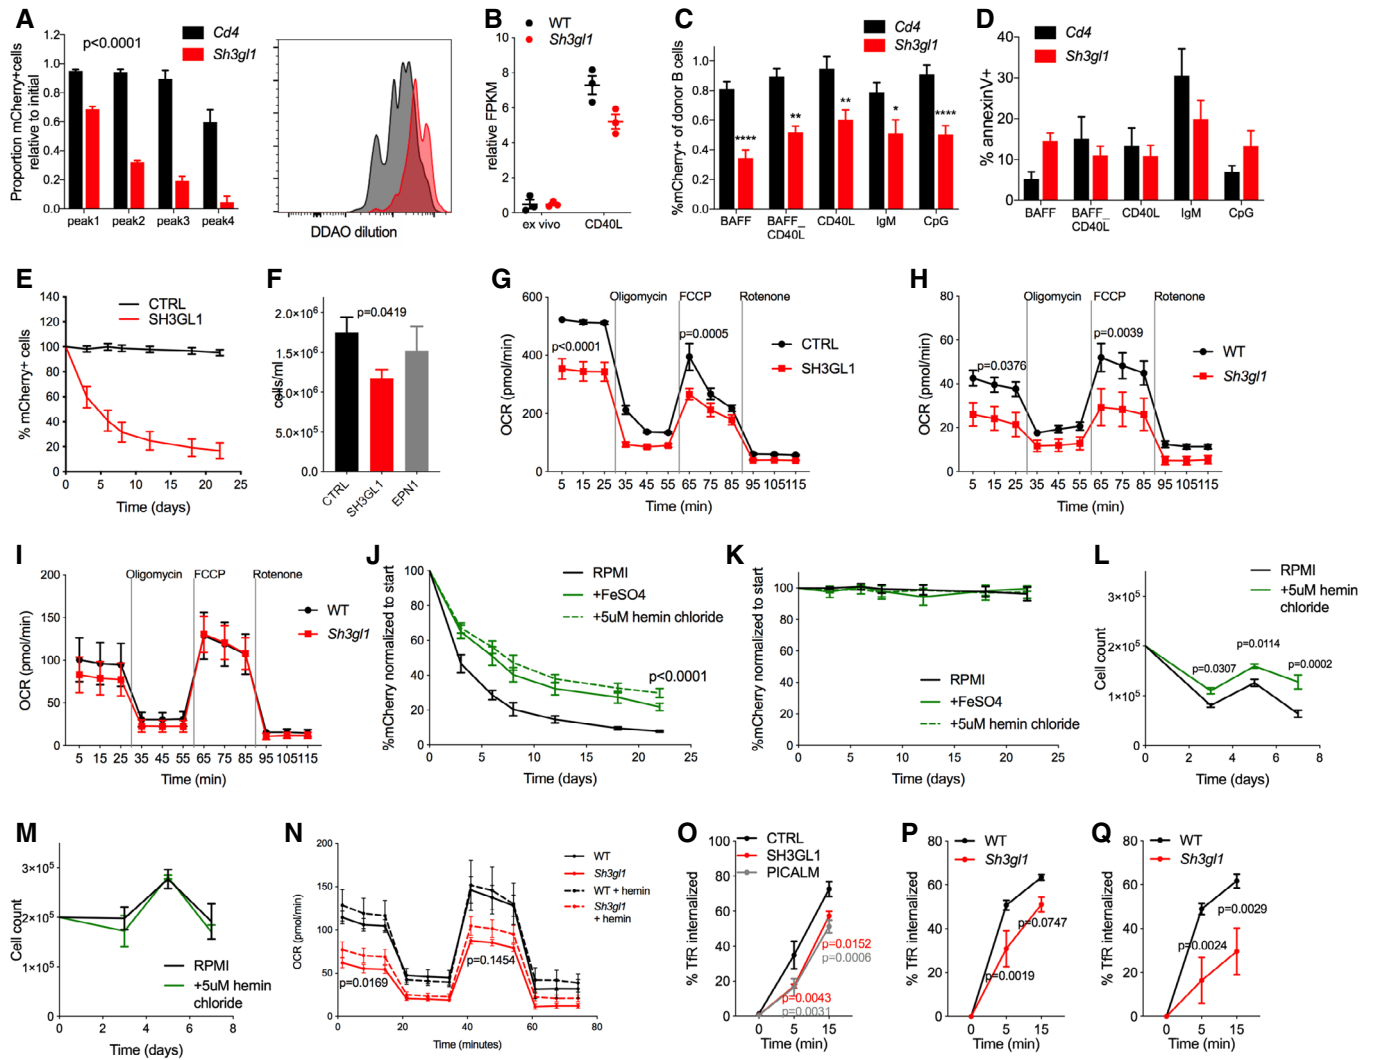 A
p<0.0001
Cd4
Sh3gl1
Proportion mCherry+cells
relative to initial
1.2
1.0
0.8
0.6
0.4
0.2
0.0
peak1 peak2 peak3 peak4
DDAO dilution
B
WT
Sh3gl1
relative FPKM
10
8
6
4
2
0
ex vivo CD40L
C
Cd4
Sh3gl1
%mCherry+ of donor B cells
1.0
0.8
0.6
0.4
0.2
0.0
**** ** ** * ****
BAFF BAFF_ CD40L IgM CpG
CD40L
D
Cd4
Sh3gl1
% annexinV+
40
30
20
10
0
BAFF BAFF_ CD40L IgM CpG
CD40L
E
CTRL
SH3GL1
% mCherry+ cells
140
120
100
80
60
40
20
0
0 5 10 15 20 25
Time (days)
F
p=0.0419
cells/ml
2.0×10⁶
1.5×10⁶
1.0×10⁶
5.0×10⁵
0.0
CTRL SH3GL1 EPN1
G
Oligomycin FCCP Rotenone
p<0.0001
p=0.0005
CTRL
SH3GL1
OCR (pmol/min)
600
400
200
0
5 15 25 35 45 55 65 75 85 95 105 115
Time (min)
H
Oligomycin FCCP Rotenone
p=0.0376
p=0.0039
WT
Sh3gl1
OCR (pmol/min)
80
60
40
20
0
5 15 25 35 45 55 65 75 85 95 105 115
Time (min)
I
Oligomycin FCCP Rotenone
WT
Sh3gl1
OCR (pmol/min)
200
150
100
50
0
5 15 25 35 45 55 65 75 85 95 105 115
Time (min)
J
RPMI
+FeSO4
+5uM hemin chloride
p<0.0001
%mCherry normalized to start
100
80
60
40
20
0
0 5 10 15 20 25
Time (days)
K
RPMI
+FeSO4
+5uM hemin chloride
%mCherry normalized to start
100
80
60
40
20
0
0 5 10 15 20 25
Time (days)
L
RPMI
+5uM hemin
chloride
p=0.0307
p=0.0114
p=0.0002
Cell count
3×10⁵
2×10⁵
1×10⁵
0
0 2 4 6 8
Time (days)
M
RPMI
+5uM hemin
chloride
Cell count
3×10⁵
2×10⁵
1×10⁵
0
0 2 4 6 8
Time (days)
N
WT
Sh3gl1
WT + hemin
Sh3gl1
+ hemin
p=0.0169
p=0.1454
OCR (pmol/min)
200
150
100
50
0
0 20 40 60 80
Time (minutes)
O
CTRL
SH3GL1
PICALM
p=0.0152
p=0.0006
p=0.0043
p=0.0031
% TfR internalized
100
80
60
40
20
0
0 5 15
Time (min)
P
WT
Sh3gl1
p=0.0747
p=0.0019
% TfR internalized
80
60
40
20
0
0 5 15
Time (min)
Q
WT
Sh3gl1
p=0.0029
p=0.0024
% TfR internalized
80
60
40
20
0
0 5 15
Time (min)